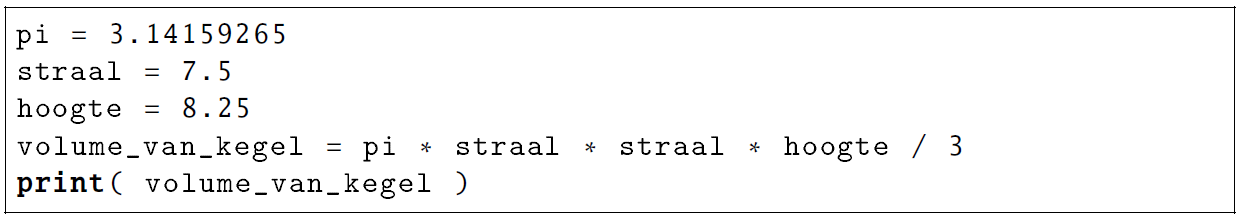 pi = 3.14159265
straal = 7.5
hoogte = 8.25
volume_van_kegel = pi * straal * straal * hoogte / 3
print( volume_van_kegel )